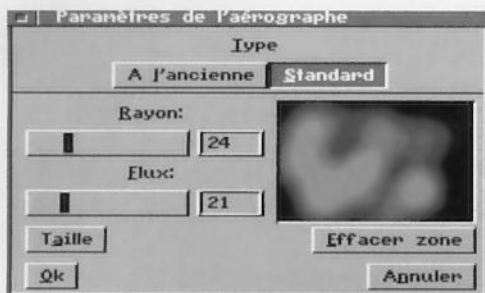 Paramètres de l'aérographe
Type
A l'ancienne Standard
Rayon:
24
Flux:
21
Taille Effacer zone
Ok Annuler